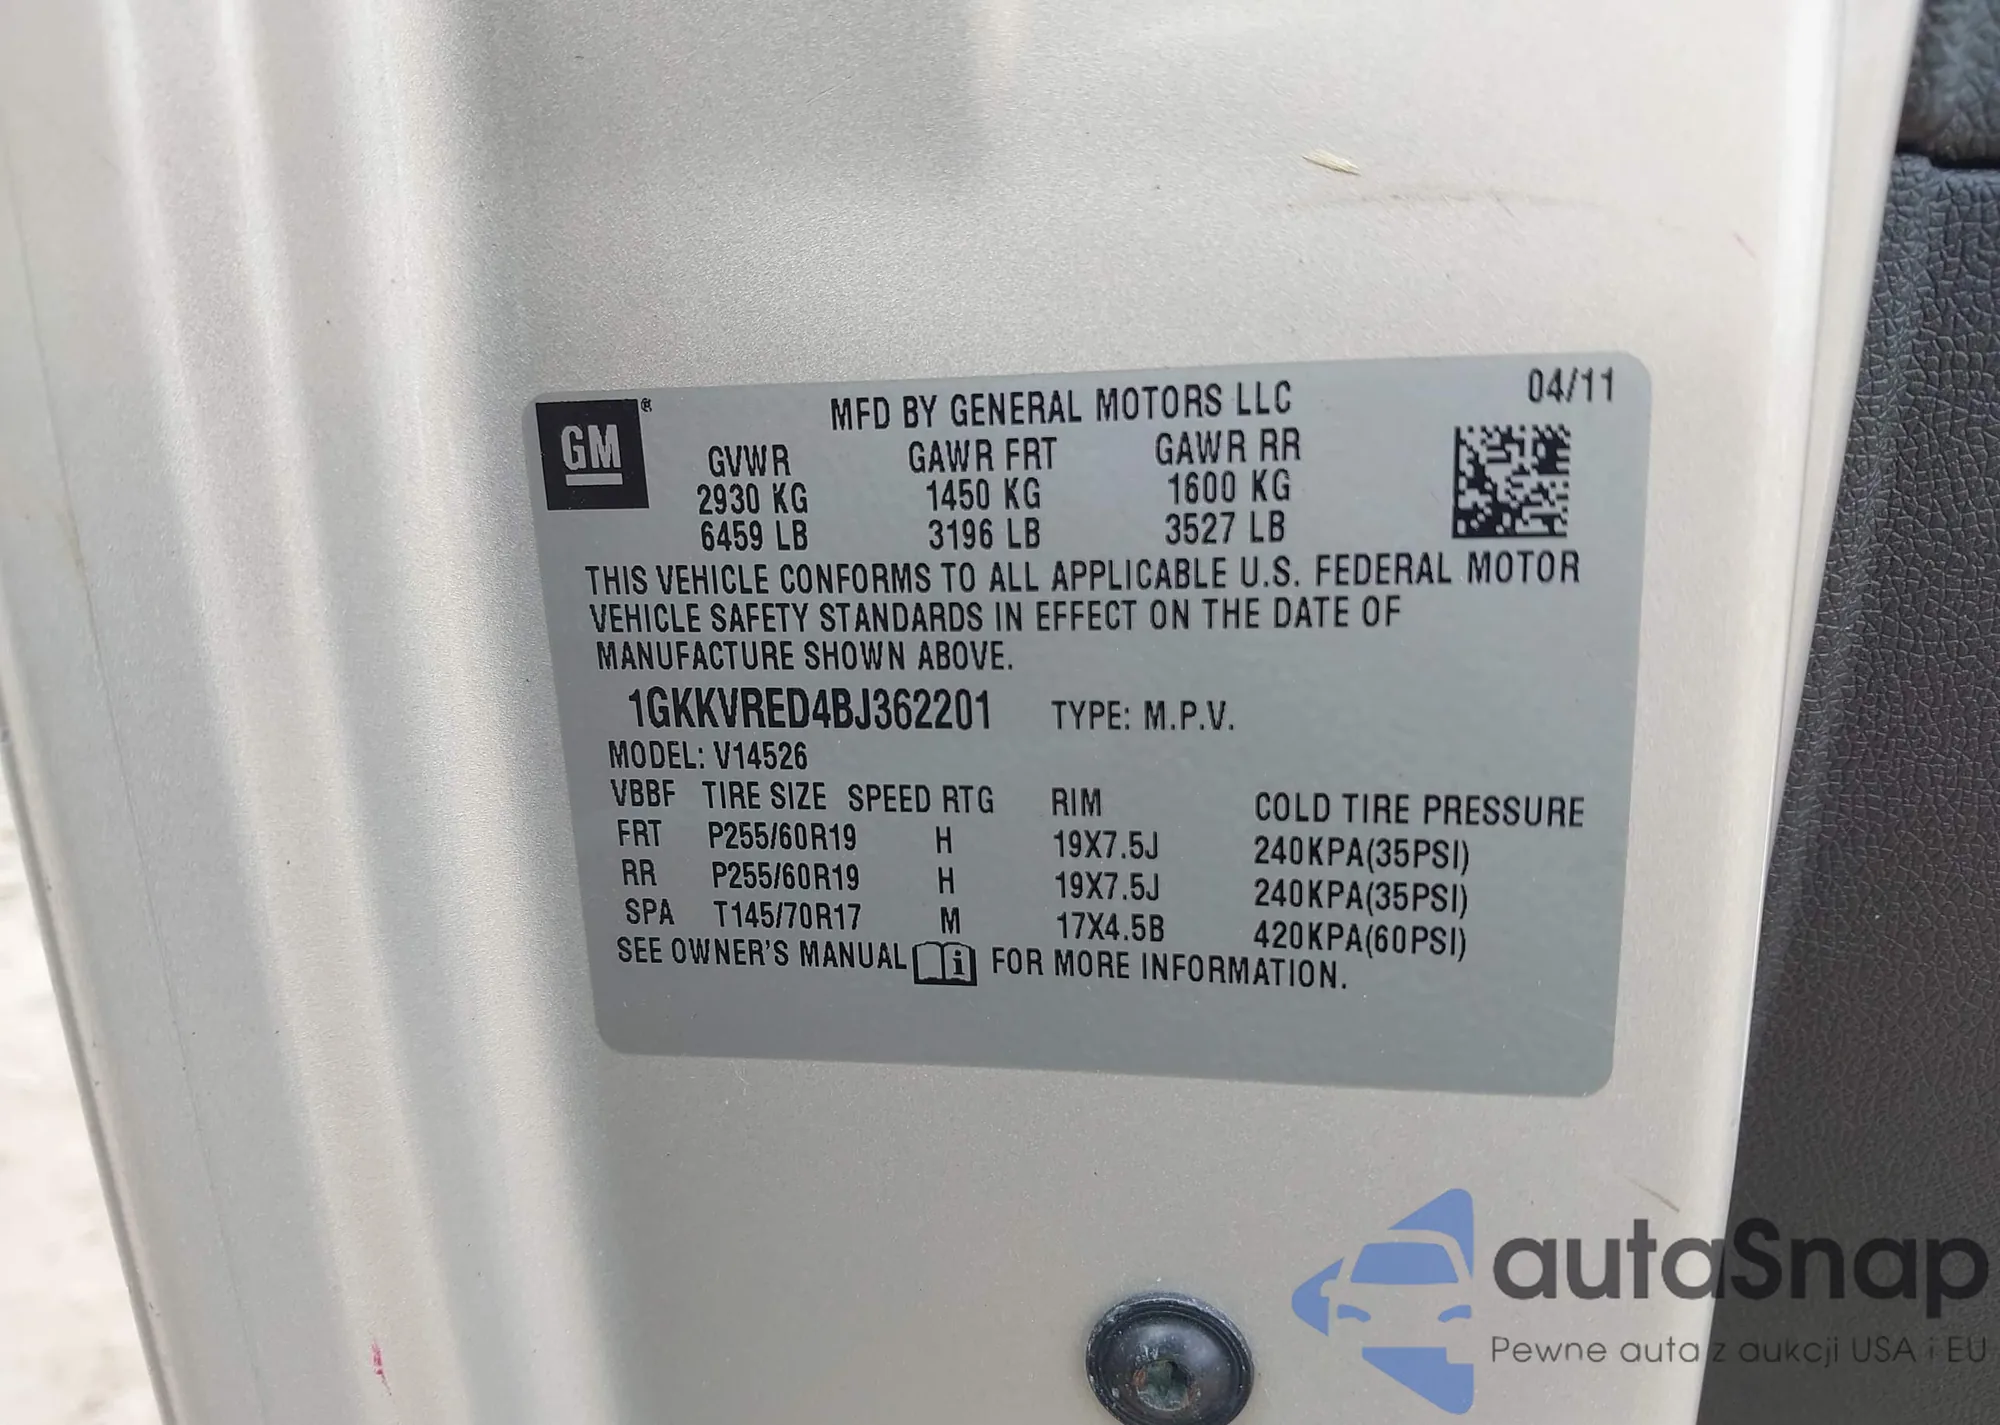 GM®
MFD BY GENERAL MOTORS LLC 04/11
GVWR GAWR FRT GAWR RR
2930 KG 1450 KG 1600 KG
6459 LB 3196 LB 3527 LB
THIS VEHICLE CONFORMS TO ALL APPLICABLE U.S. FEDERAL MOTOR
VEHICLE SAFETY STANDARDS IN EFFECT ON THE DATE OF
MANUFACTURE SHOWN ABOVE.
1GKKVRED4BJ362201 TYPE: M.P.V.
MODEL: V14526
VBBF TIRE SIZE SPEED RTG RIM COLD TIRE PRESSURE
FRT P255/60R19 H 19X7.5J 240KPA(35PSI)
RR P255/60R19 H 19X7.5J 240KPA(35PSI)
SPA T145/70R17 M 17X4.5B 420KPA(60PSI)
SEE OWNER'S MANUAL i FOR MORE INFORMATION.
autaSnap
Pewne auta z aukcji USA i EU